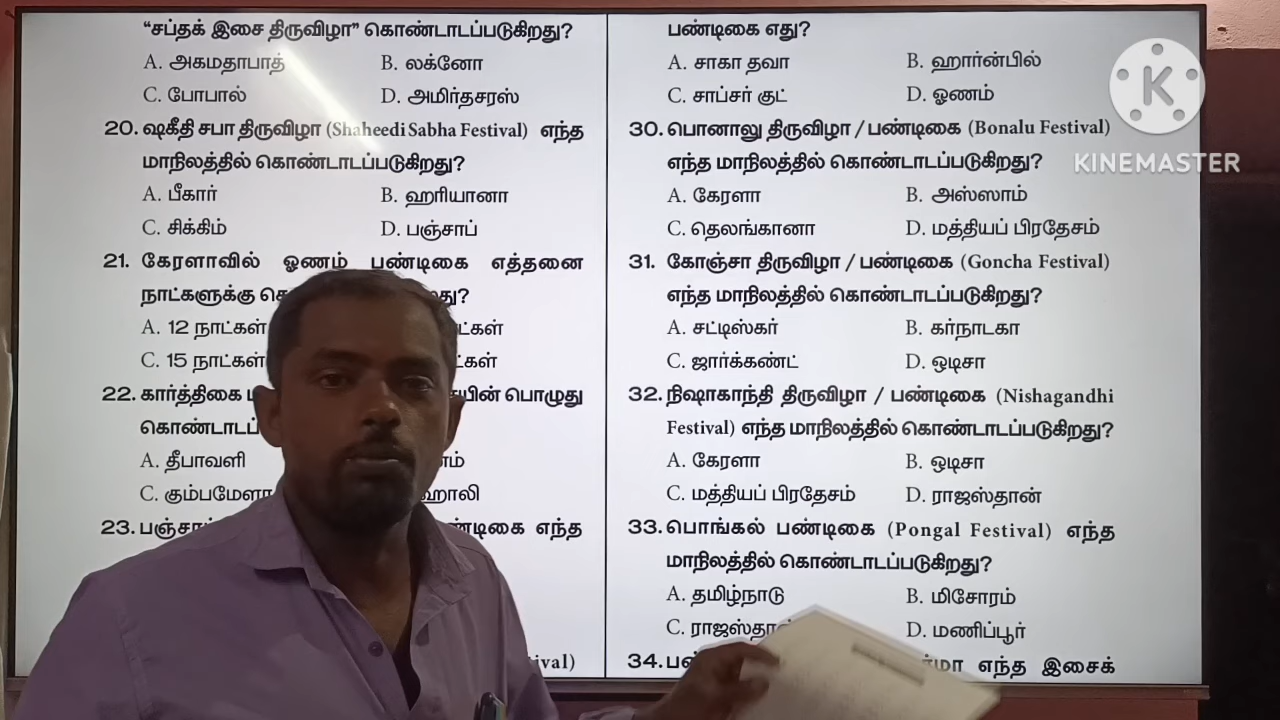 “சப்தக் இசை திருவிழா” கொண்டாடப்படுகிறது?
A. அகமதாபாத் B. லக்னோ
C. போபால் D. அமிர்தசரஸ்
20. ஷகீதி சபா திருவிழா (Shaheedi Sabha Festival) எந்த
மாநிலத்தில் கொண்டாடப்படுகிறது?
A. பீகார் B. ஹரியானா
C. சிக்கிம் D. பஞ்சாப்
21. கேரளாவில் ஓணம் பண்டிகை எத்தனை
நாட்களுக்கு
A. 12 நாட்கள்
C. 15 நாட்கள்
22. கார்த்திகை பொழுது
A. தீபாவளி
C. கும்பமேளா ஹோலி
23. எந்த
பண்டிகை எது?
A. சாகா தவா B. ஹார்ன்பில்
C. சாப்சர் குட் D. ஓணம்
30. பொனாலு திருவிழா / பண்டிகை (Bonalu Festival)
எந்த மாநிலத்தில் கொண்டாடப்படுகிறது?
A. கேரளா B. அஸ்ஸாம்
C. தெலங்கானா D. மத்தியப் பிரதேசம்
31. கோஞ்சா திருவிழா / பண்டிகை (Goncha Festival)
எந்த மாநிலத்தில் கொண்டாடப்படுகிறது?
A. சட்டிஸ்கர் B. கர்நாடகா
C. ஜார்க்கண்ட் D. ஒடிசா
32. நிஷாகாந்தி திருவிழா / பண்டிகை (Nishagandhi
Festival) எந்த மாநிலத்தில் கொண்டாடப்படுகிறது?
A. கேரளா B. ஒடிசா
C. மத்தியப் பிரதேசம் D. ராஜஸ்தான்
33. பொங்கல் பண்டிகை (Pongal Festival) எந்த
மாநிலத்தில் கொண்டாடப்படுகிறது?
A. தமிழ்நாடு B. மிசோரம்
C. ராஜஸ்தான் D. மணிப்பூர்
34. எந்த இசைக்
KINEMASTER